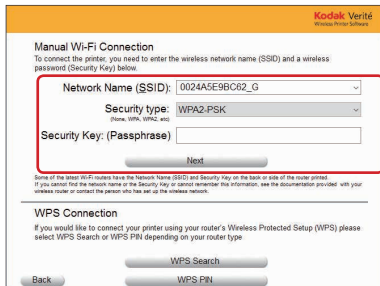 Kodak Verité
Wireless Printer Software
Manual Wi-Fi Connection
To connect the printer, you need to enter the wireless network name (SSID) and a wireless
password (Security Key) below.
Network Name (SSID): 0024A5E9BC62_G
Security type: WPA2-PSK
(None, WPA, WPA2, etc)
Security Key: (Passphrase)
Next
Some of the latest Wi-Fi routers have the Network Name (SSID) and Security Key on the back or side of the router printed.
If you cannot find the network name or the Security Key or cannot remember this information, see the documentation provided with your
wireless router or contact the person who has set up the wireless network.
WPS Connection
If you would like to connect your printer using your router's Wireless Protected Setup (WPS) please
select WPS Search or WPS PIN depending on your router type
WPS Search
Back
WPS PIN